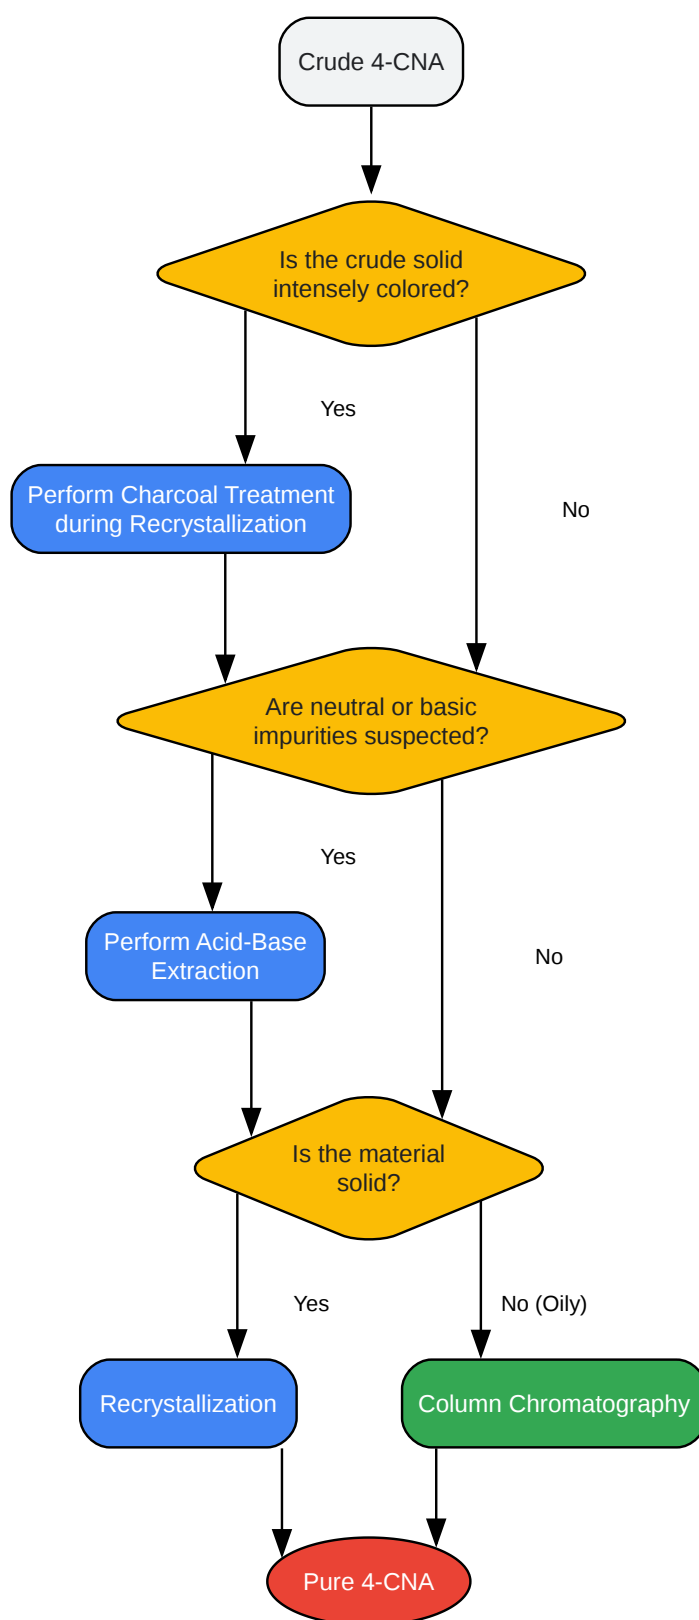 Crude 4-CNA
Is the crude solid
intensely colored?
Yes
Perform Charcoal Treatment
during Recrystallization
No
Are neutral or basic
impurities suspected?
Yes
Perform Acid-Base
Extraction
No
Is the material
solid?
Yes
No (Oily)
Recrystallization
Column Chromatography
Pure 4-CNA